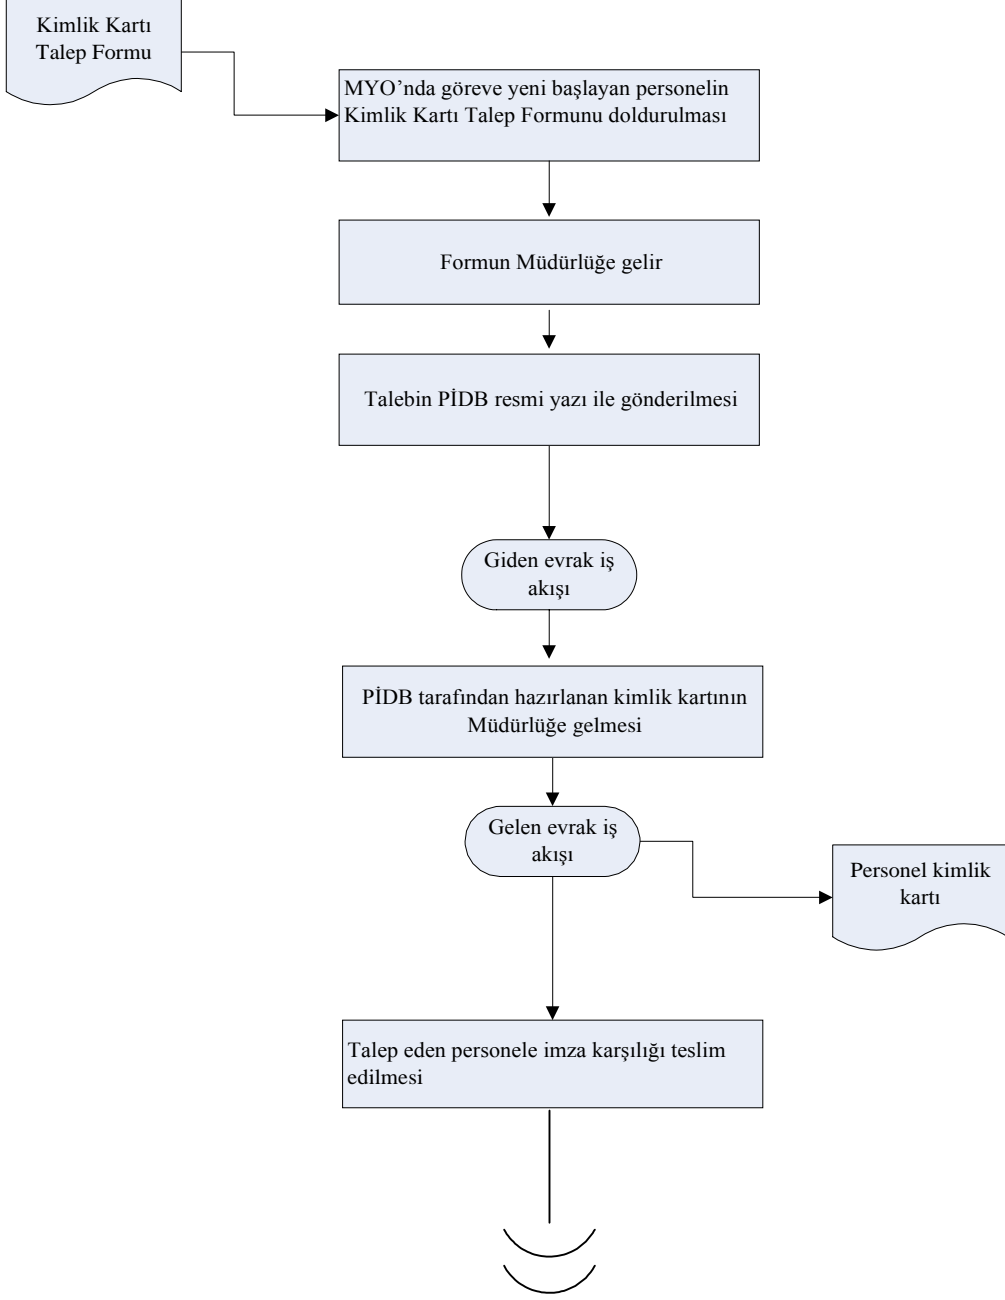 Kimlik Kartı
Talep Formu
MYO’nda göreve yeni başlayan personelin
Kimlik Kartı Talep Formunu doldurulması
Formun Müdürlüğe gelir
Talebin PİDB resmi yazı ile gönderilmesi
Giden evrak iş
akışı
PİDB tarafından hazırlanan kimlik kartının
Müdürlüğe gelmesi
Gelen evrak iş
akışı
Personel kimlik
kartı
Talep eden personele imza karşılığı teslim
edilmesi